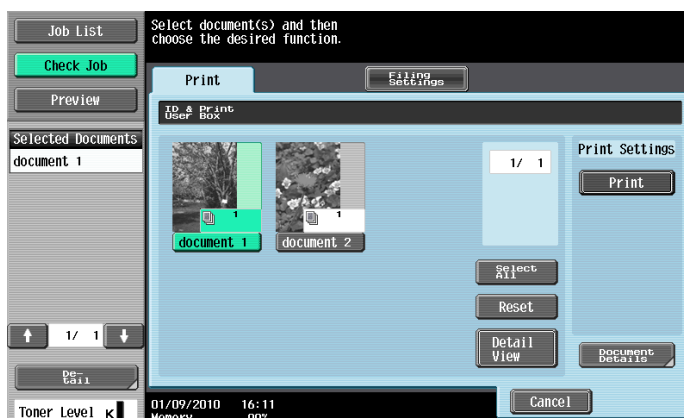 Job List
Select document(s) and then
choose the desired function.
Check Job
Print
Filing
Settings
Preview
ID & Print
User Box
Selected Documents
document 1
1/ 1
Print Settings
Print
1
1
document 1
document 2
Select
All
Reset
1/ 1
Detail
View
Document
Details
De-
tail
Cancel
01/09/2010 16:11
Toner Level K
Memory 99%